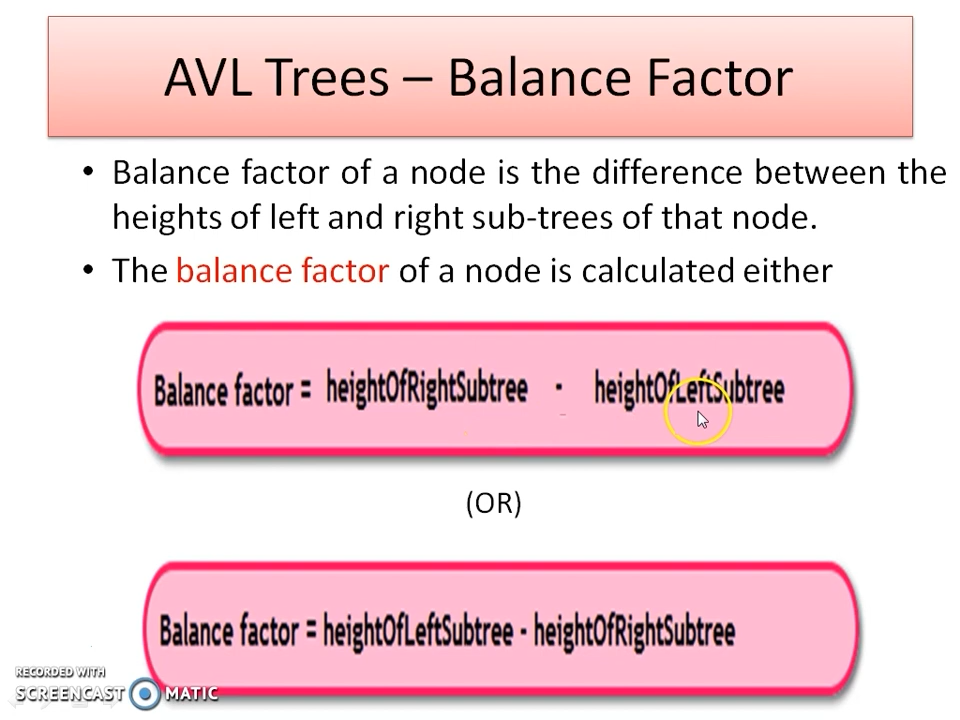 AVL Trees – Balance Factor
• Balance factor of a node is the difference between the
heights of left and right sub-trees of that node.
• The balance factor of a node is calculated either
Balance factor = heightOfRightSubtree - heightOfLeftSubtree
(OR)
Balance factor = heightOfLeftSubtree - heightOfRightSubtree
RECORDED WITH
SCREENCAST MATIC